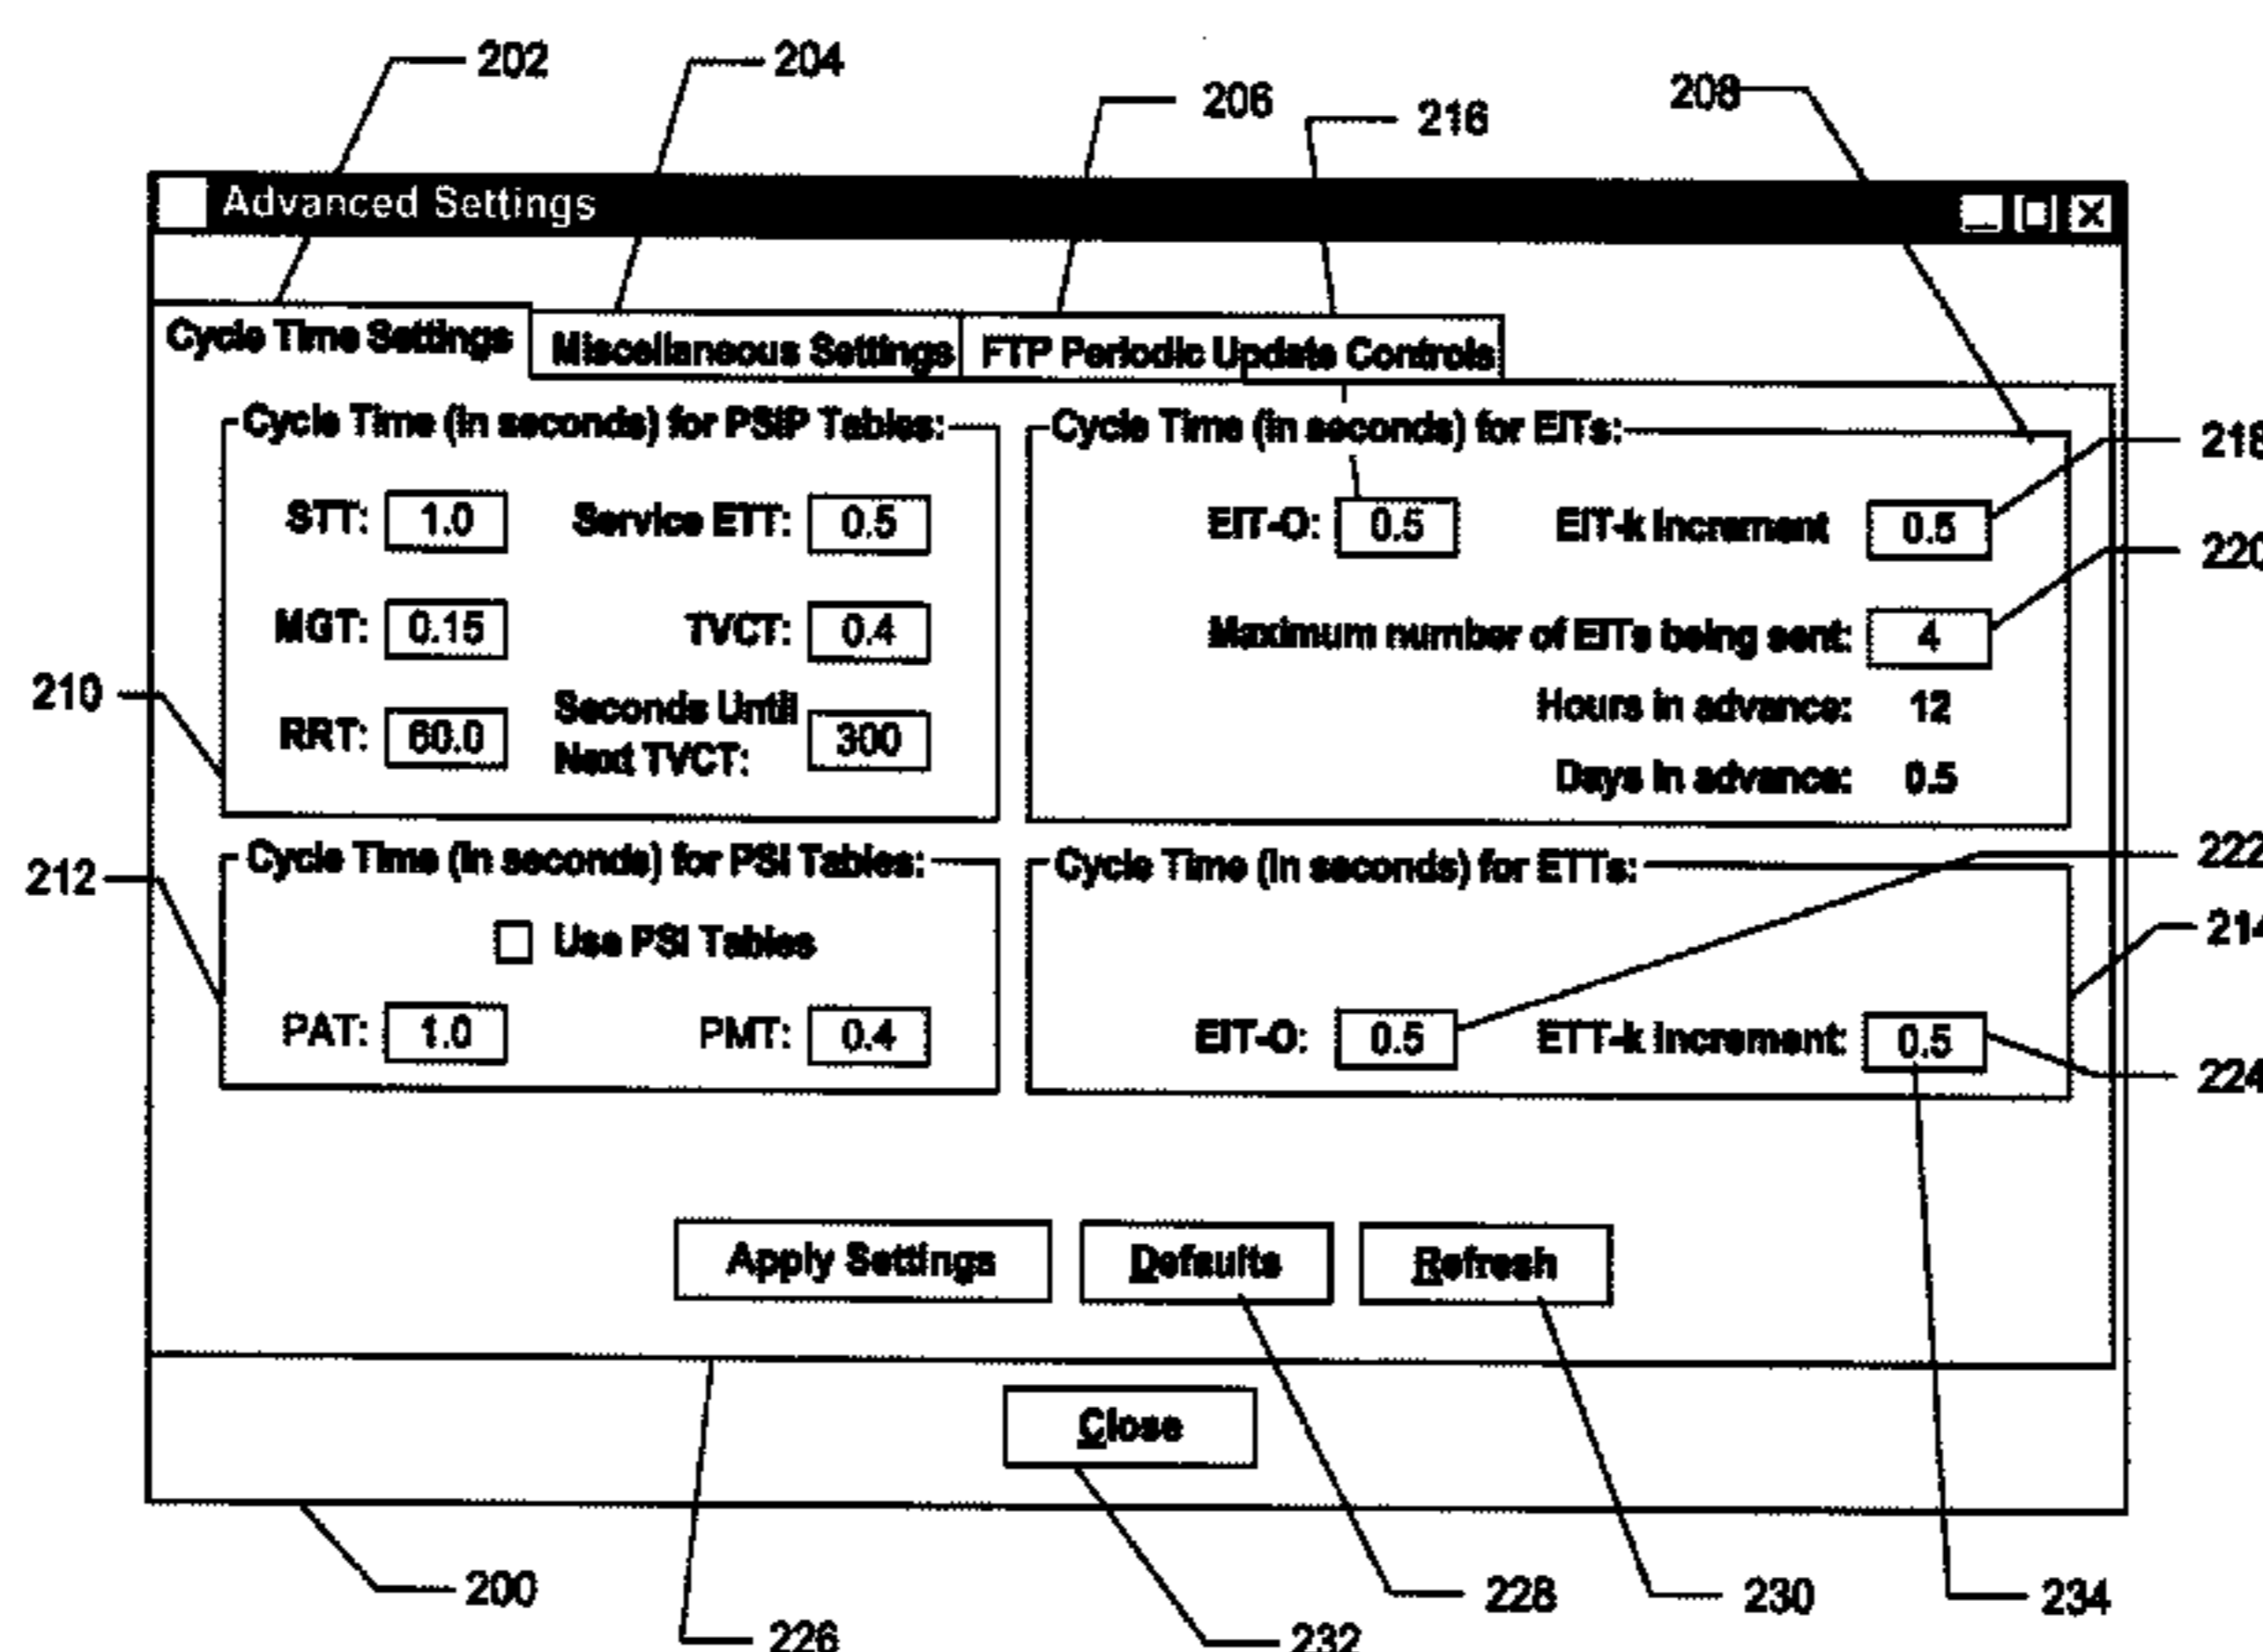 202
204
206
216
208
Advanced Settings
Cycle Time Settings
Miscellaneous Settings
FTP Periodic Update Controls
Cycle Time (in seconds) for PSIP Tables:
STT: 1.0 Service ETT: 0.5
MGT: 0.15 TVCT: 0.4
RRT: 60.0 Seconds Until
Next TVCT: 300
Cycle Time (in seconds) for EITs:
EIT-O: 0.5 EIT-k Increment 0.5
Maximum number of EITs being sent: 4
Hours in advance: 12
Days in advance: 0.5
218
220
210
212
Cycle Time (in seconds) for PSI Tables:
Use PSI Tables
PAT: 1.0 PMT: 0.4
Cycle Time (in seconds) for ETTs:
EIT-O: 0.5 ETT-k Increment: 0.5
222
214
224
Apply Settings
Defaults
Refresh
Close
200
226
232
228
230
234